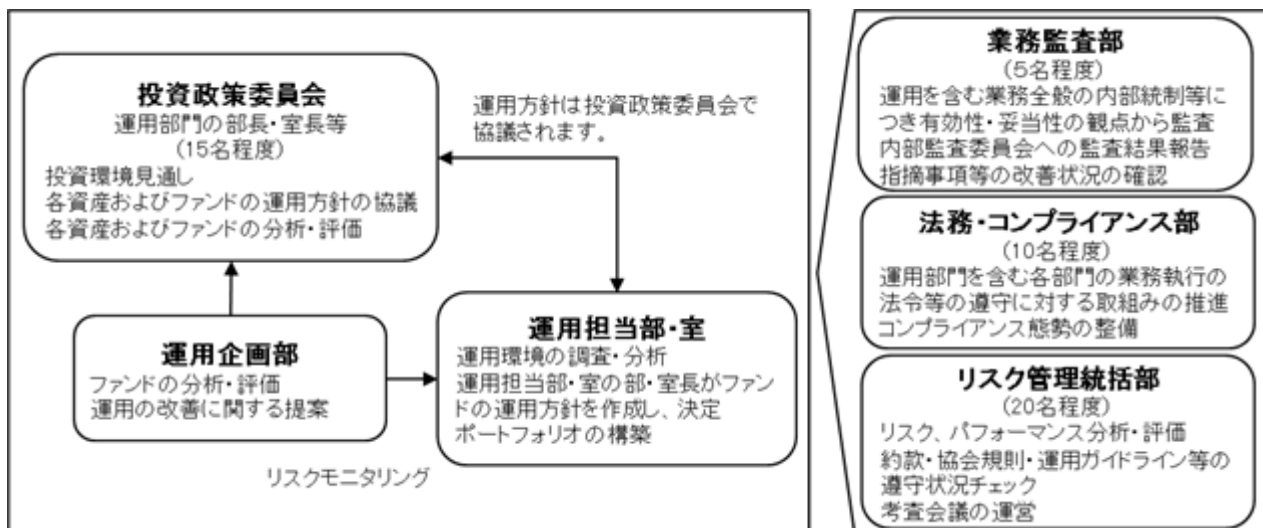 投資政策委員会
運用部門の部長・室長等
(15名程度)
投資環境見通し
各資産およびファンドの運用方針の協議
各資産およびファンドの分析・評価
運用方針は投資政策委員会で
協議されます。
運用企画部
ファンドの分析・評価
運用の改善に関する提案
運用担当部・室
運用環境の調査・分析
運用担当部・室の部・室長がファン
ドの運用方針を作成し、決定
ポートフォリオの構築
リスクモニタリング
業務監査部
(5名程度)
運用を含む業務全般の内部統制等に
つき有効性・妥当性の観点から監査
内部監査委員会への監査結果報告
指摘事項等の改善状況の確認
法務・コンプライアンス部
(10名程度)
運用部門を含む各部門の業務執行の
法令等の遵守に対する取組みの推進
コンプライアンス態勢の整備
リスク管理統括部
(20名程度)
リスク、パフォーマンス分析・評価
約款・協会規則・運用ガイドライン等の
遵守状況チェック
考査会議の運営